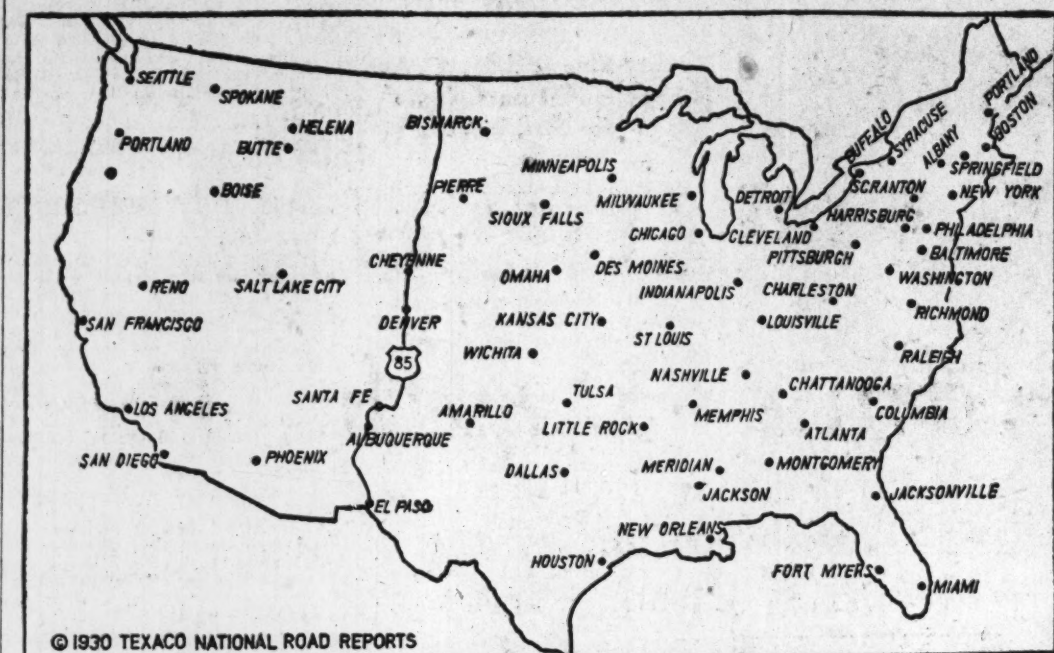 SEATTLE
SPOKANE
PORTLAND
HELENA
BUTTE
BOISE
BISMARCK
PIERRE
MINNEAPOLIS
SIOUX FALLS
MILWAUKEE
CHICAGO
DETROIT
CLEVELAND
BUFFALO
SYRACUSE
ALBANY
PORTLAND
BOSTON
SPRINGFIELD
SCRANTON
NEW YORK
HARRISBURG
PHILADELPHIA
PITTSBURGH
BALTIMORE
WASHINGTON
RENO
SALT LAKE CITY
CHEYENNE
DENVER
OMAHA
DES MOINES
INDIANAPOLIS
CHARLESTON
RICHMOND
SAN FRANCISCO
KANSAS CITY
ST LOUIS
LOUISVILLE
85
WICHITA
RALEIGH
NASHVILLE
CHATTANOOGA
LOS ANGELES
SANTA FE
AMARILLO
TULSA
MEMPHIS
COLUMBIA
ALBUQUERQUE
LITTLE ROCK
ATLANTA
SAN DIEGO
PHOENIX
DALLAS
MERIDIAN
MONTGOMERY
JACKSON
JACKSONVILLE
EL PASO
NEW ORLEANS
HOUSTON
FORT MYERS
MIAMI
© 1930 TEXACO NATIONAL ROAD REPORTS